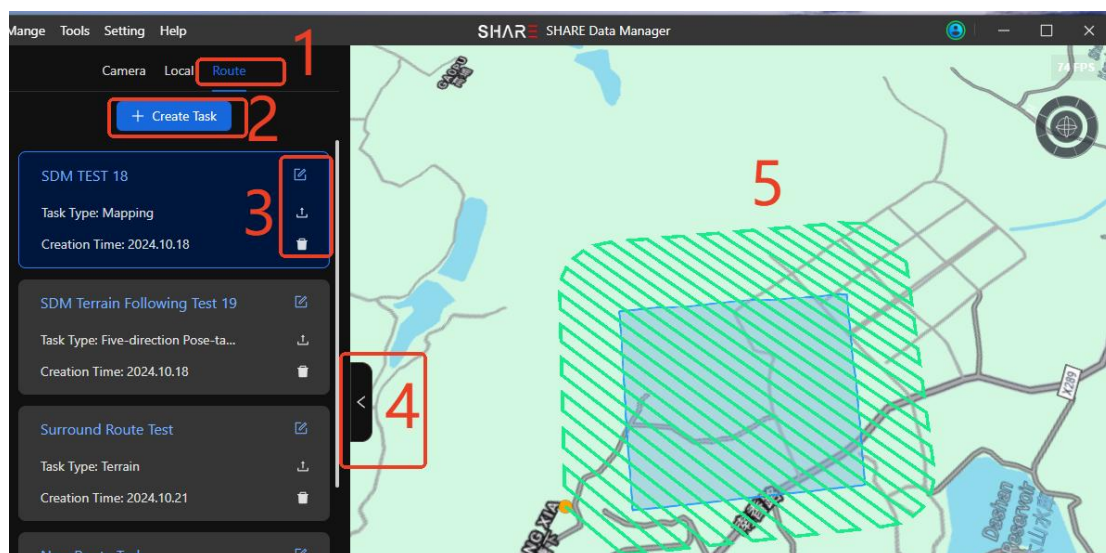 Mange Tools Setting Help
SHARE SHARE Data Manager
1
Camera Local Route
74 FPS
+ Create Task
2
SDM TEST 18
Task Type: Mapping
Creation Time: 2024.10.18
3
SDM Terrain Following Test 19
Task Type: Five-direction Pose-ta...
Creation Time: 2024.10.18
4
Surround Route Test
Task Type: Terrain
Creation Time: 2024.10.21
5
GAOPU
X289
Dashan
Reservoir